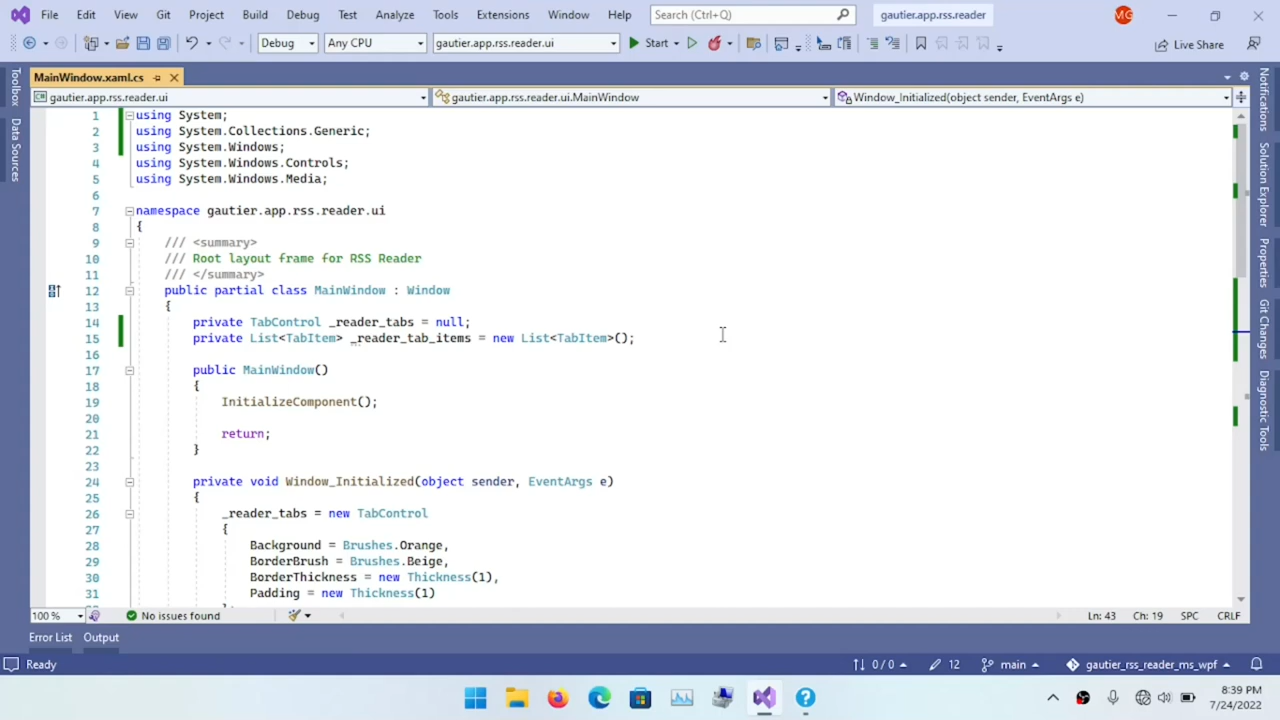 File Edit View Git Project Build Debug Test Analyze Tools Extensions Window Help Search (Ctrl+Q) gautier.app.rss.reader MG
Debug Any CPU gautier.app.rss.reader.ui Start Live Share
MainWindow.xaml.cs
gautier.app.rss.reader.ui gautier.app.rss.reader.ui.MainWindow Window_Initialized(object sender, EventArgs e)
Toolbox
Data Sources
1 using System;
2 using System.Collections.Generic;
3 using System.Windows;
4 using System.Windows.Controls;
5 using System.Windows.Media;
6
7 namespace gautier.app.rss.reader.ui
8 {
9 /// <summary>
10 /// Root layout frame for RSS Reader
11 /// </summary>
12 public partial class MainWindow : Window
13 {
14 private TabControl _reader_tabs = null;
15 private List<TabItem> _reader_tab_items = new List<TabItem>();
16
17 public MainWindow()
18 {
19 InitializeComponent();
20
21 return;
22 }
23
24 private void Window_Initialized(object sender, EventArgs e)
25 {
26 _reader_tabs = new TabControl
27 {
28 Background = Brushes.Orange,
29 BorderBrush = Brushes.Beige,
30 BorderThickness = new Thickness(1),
31 Padding = new Thickness(1)
Notifications
Solution Explorer
Properties
Git Changes
Diagnostic Tools
100 % No issues found Ln: 43 Ch: 19 SPC CRLF
Error List Output
Ready 0 / 0 12 main gautier_rss_reader_ms_wpf
8:39 PM
7/24/2022